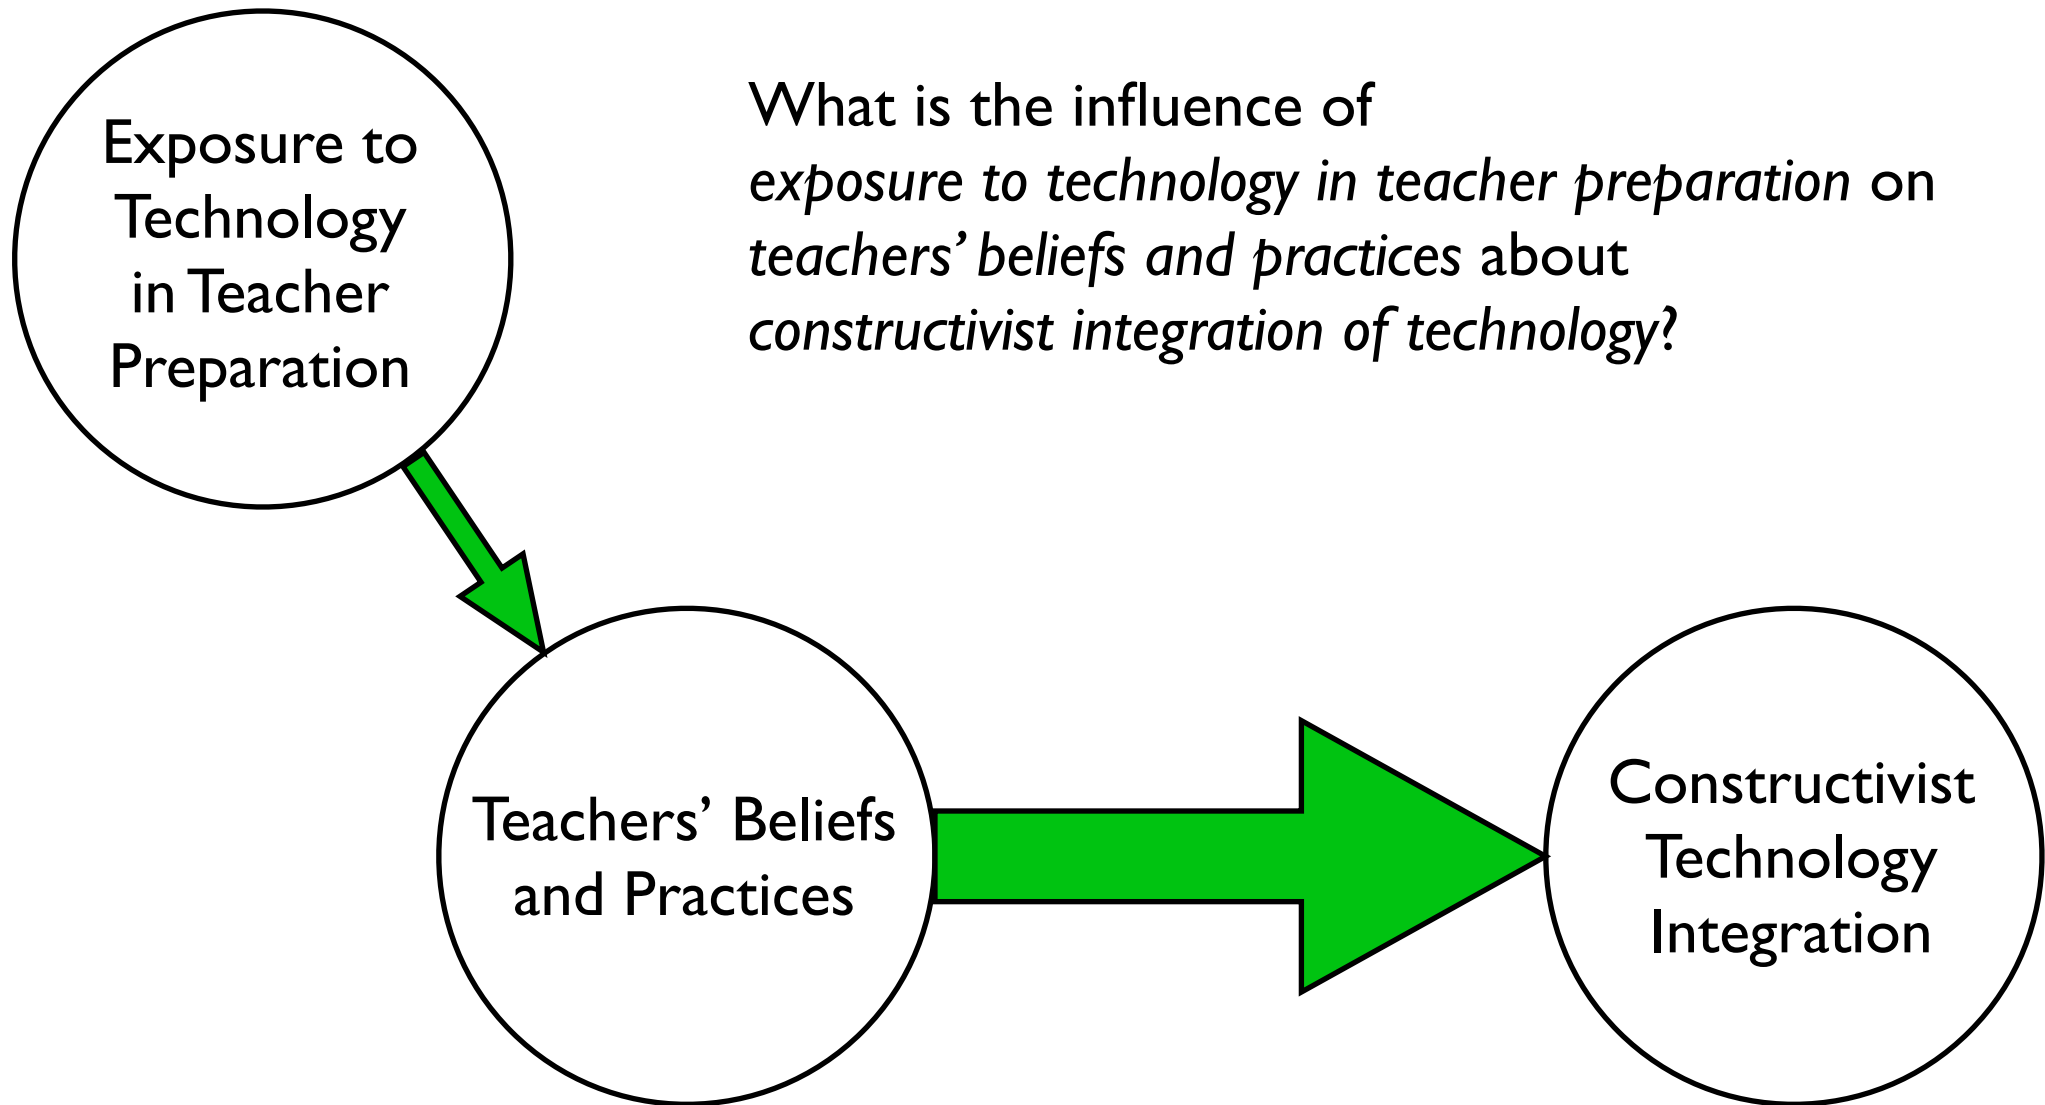 Exposure to
Technology
in Teacher
Preparation
What is the influence of
exposure to technology in teacher preparation on
teachers’ beliefs and practices about
constructivist integration of technology?
Teachers’ Beliefs
and Practices
Constructivist
Technology
Integration